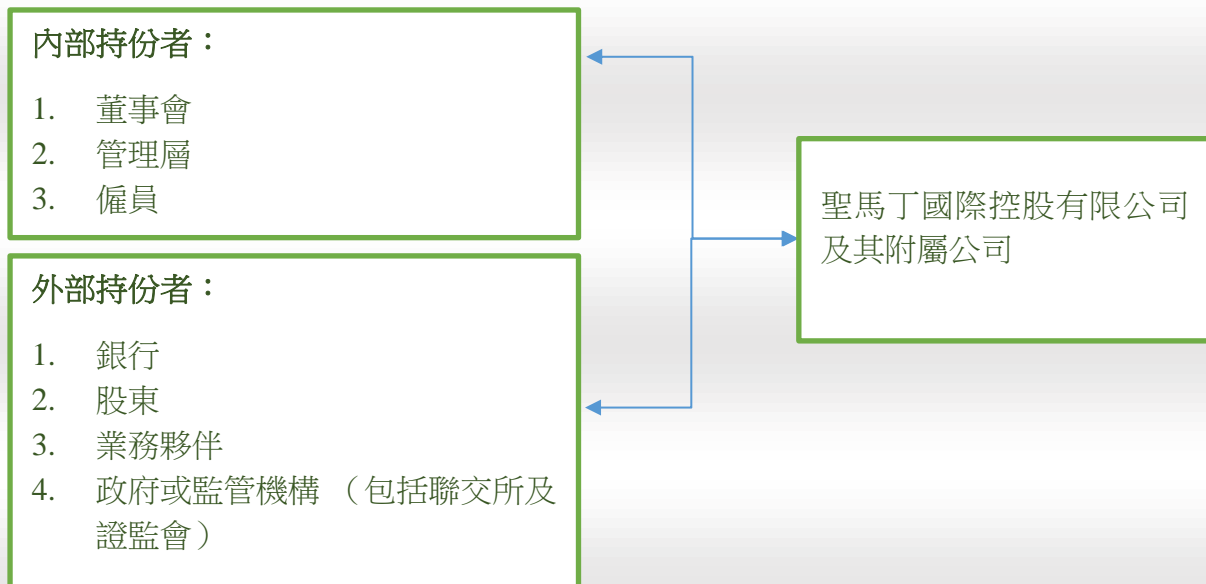 內部持份者：
1. 董事會
2. 管理層
3. 僱員
外部持份者：
1. 銀行
2. 股東
3. 業務夥伴
4. 政府或監管機構 （包括聯交所及
證監會）
聖馬丁國際控股有限公司
及其附屬公司